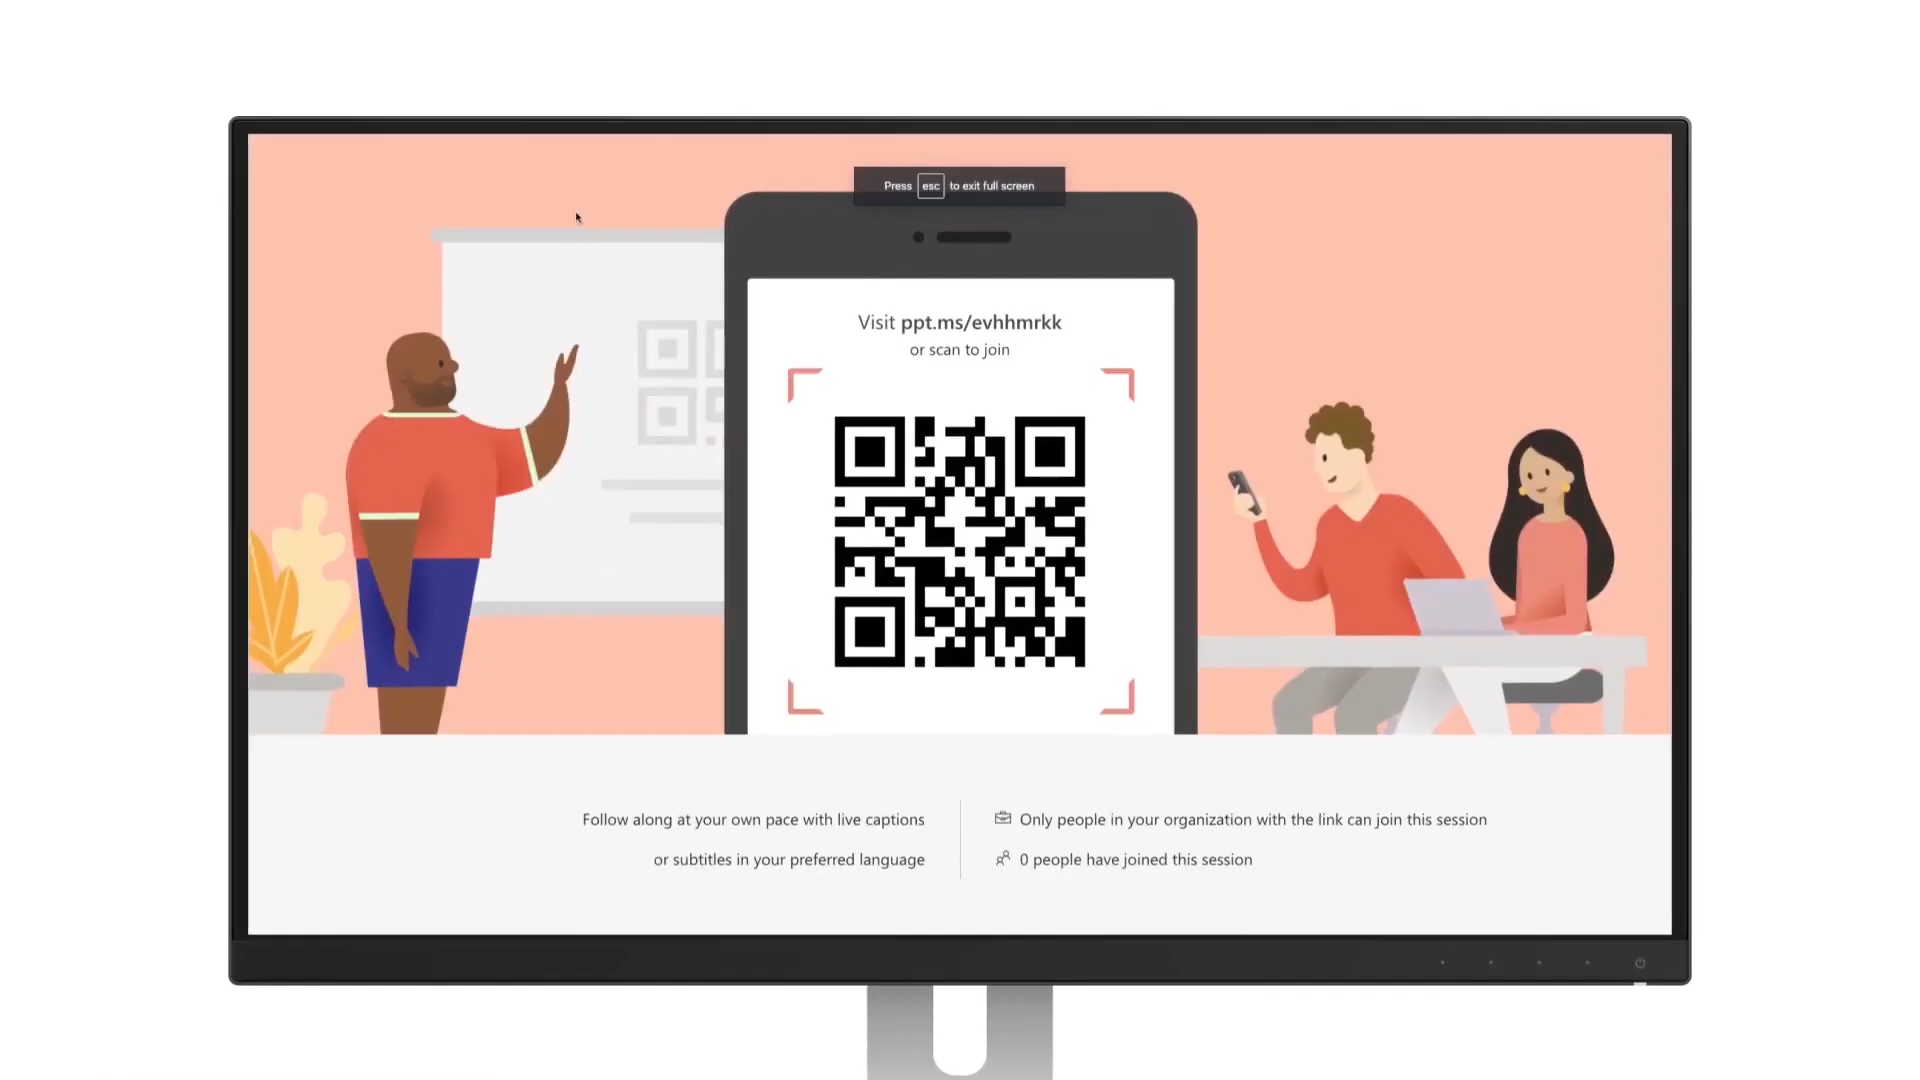 Press esc to exit full screen
Visit ppt.ms/evhhmrkk
or scan to join
Follow along at your own pace with live captions
or subtitles in your preferred language
Only people in your organization with the link can join this session
0 people have joined this session